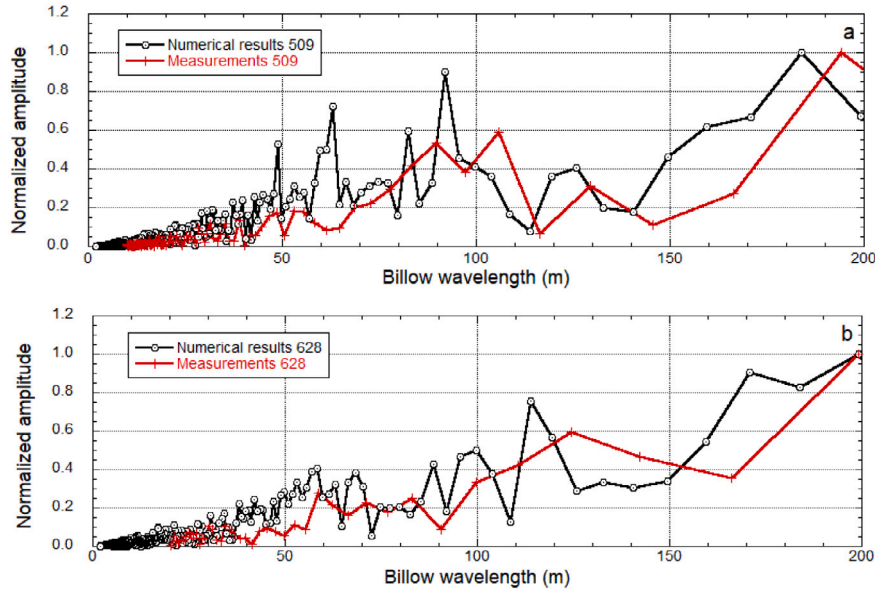 1.2
a
Numerical results 509
Measurements 509
1.0
0.8
0.6
0.4
0.2
0.0
Normalized amplitude
0 50 100 150 200
Billow wavelength (m)
1.2
b
Numerical results 628
Measurements 628
1.0
0.8
0.6
0.4
0.2
0.0
Normalized amplitude
0 50 100 150 200
Billow wavelength (m)